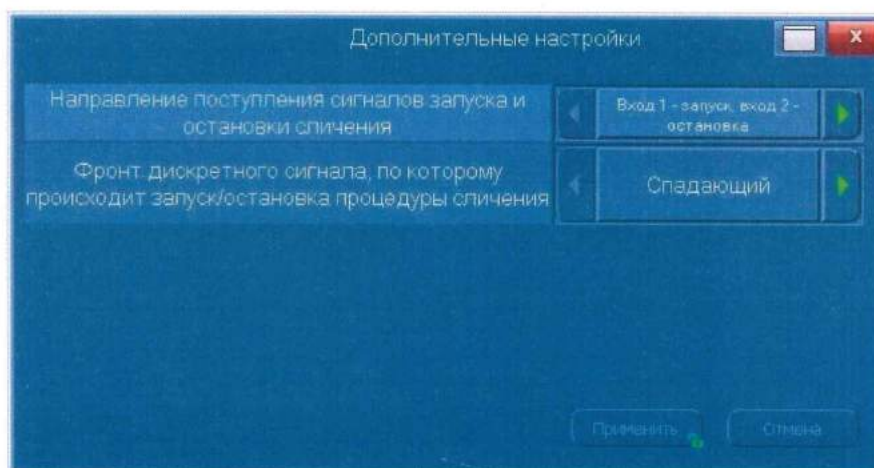 Дополнительные настройки
Направление поступления сигналов запуска и
остановки сличения
Вход 1 - запуск, вход 2 -
остановка
Фронт дискретного сигнала, по которому
происходит запуск/остановка процедуры сличения
Спадающий
Применить
Отмена